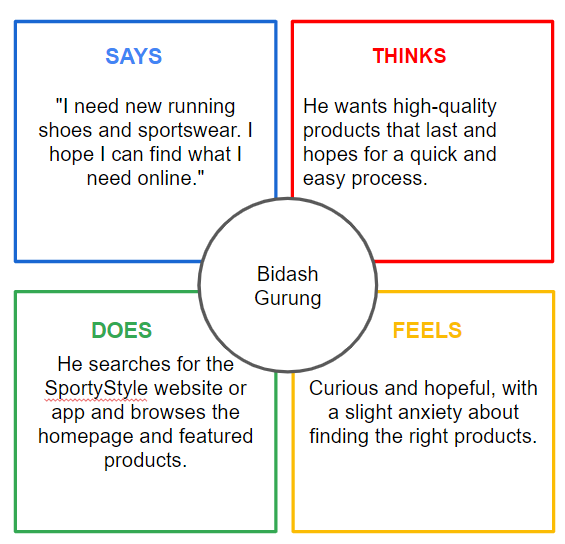 SAYS
"I need new running
shoes and sportswear. I
hope I can find what I
need online."
THINKS
He wants high-quality
products that last and
hopes for a quick and
easy process.
Bidash
Gurung
DOES
He searches for the
SportyStyle website or
app and browses the
homepage and featured
products.
FEELS
Curious and hopeful, with
a slight anxiety about
finding the right products.